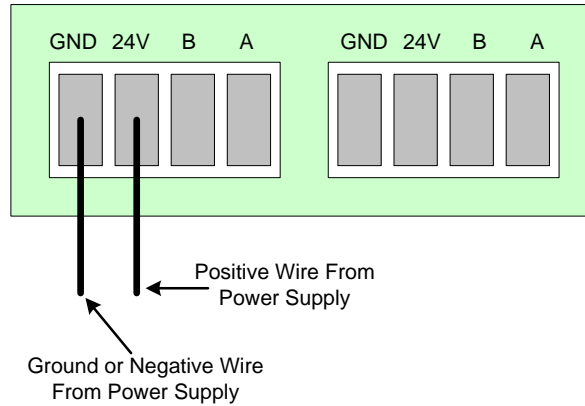 GND 24V B A GND 24V B A
Positive Wire From
Power Supply
Ground or Negative Wire
From Power Supply